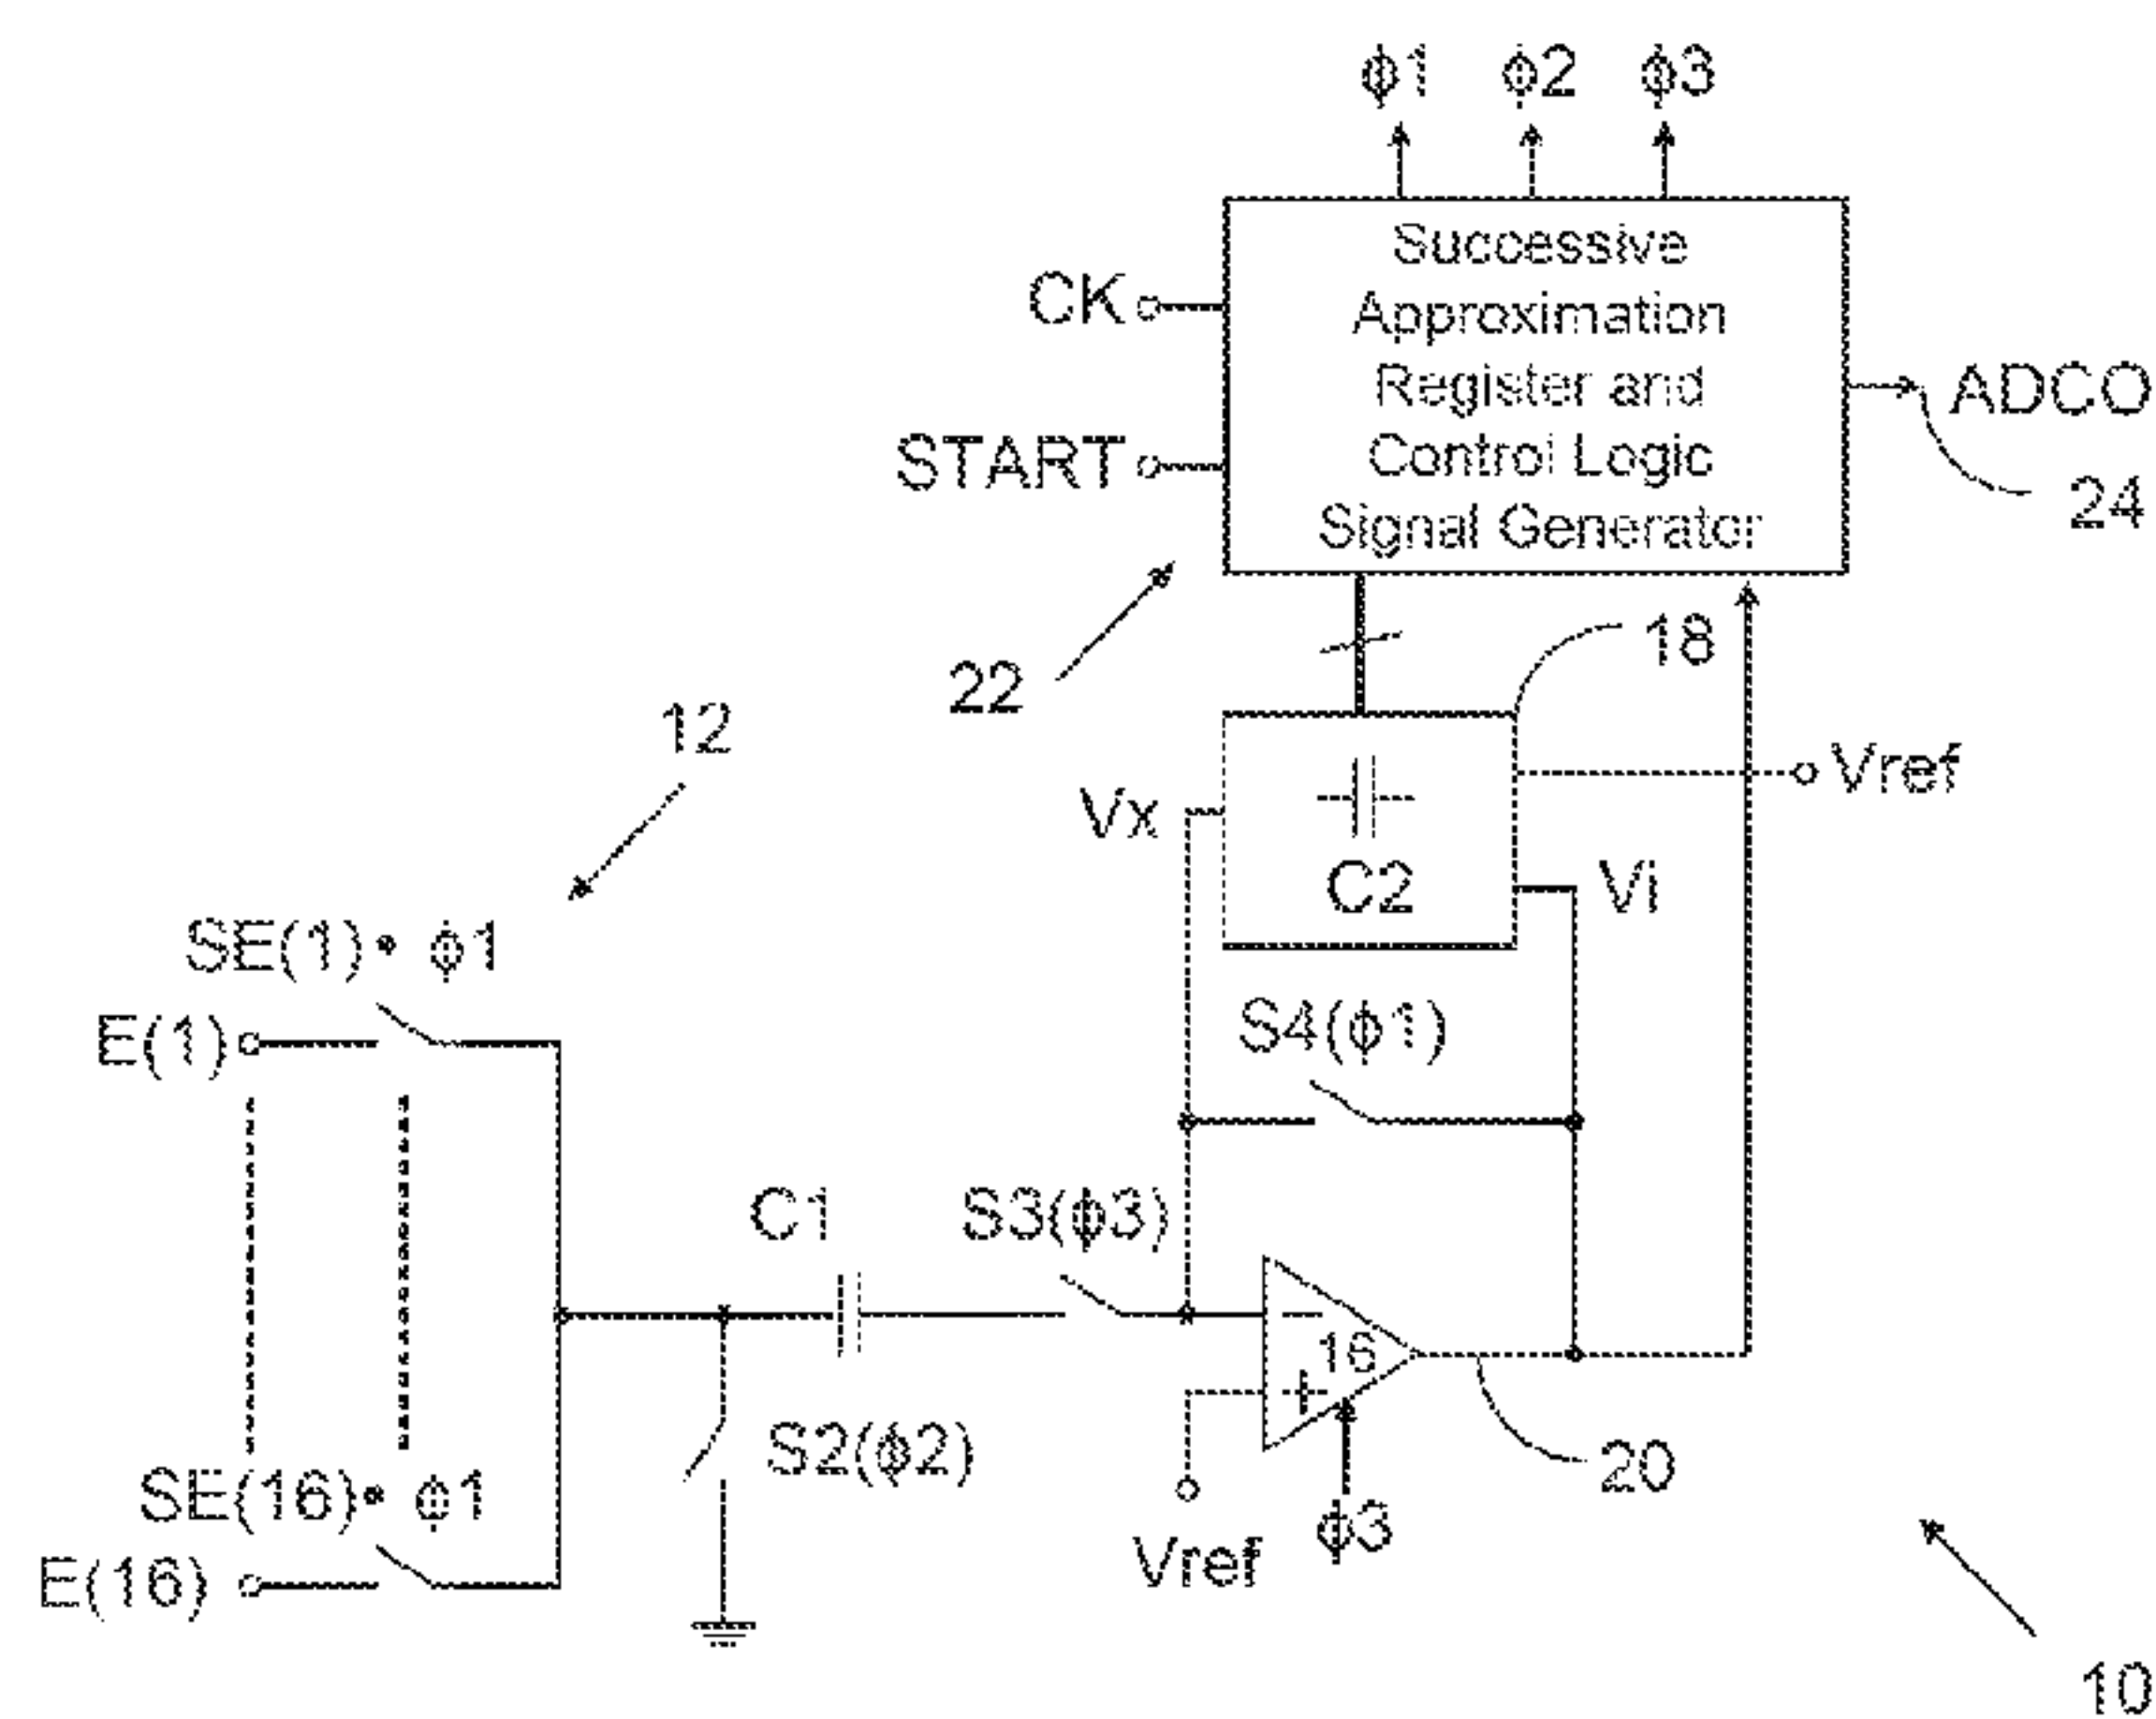 ϕ1 ϕ2 ϕ3
Successive
Approximation
Register and
Control Logic
Signal Generator
CK
START
ADCO
24
22
18
12
Vx
Vref
C2
Vi
SE(1)• ϕ1
E(1)
S4(ϕ1)
C1
S3(ϕ3)
−
16
+
S2(ϕ2)
20
SE(16)• ϕ1
E(16)
Vref
ϕ3
10